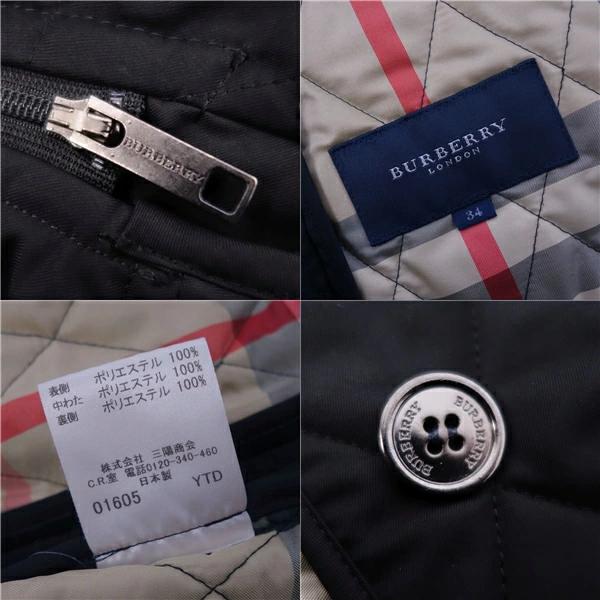 BURBERRY
BURBERRY
LONDON
34
表側 ポリエステル 100%
中わた ポリエステル 100%
裏側 ポリエステル 100%
株式会社 三陽商会
C.R.室 電話0120-340-460
日本製
01605 YTD
BURBERRY
BURBERRY
BURBERRY